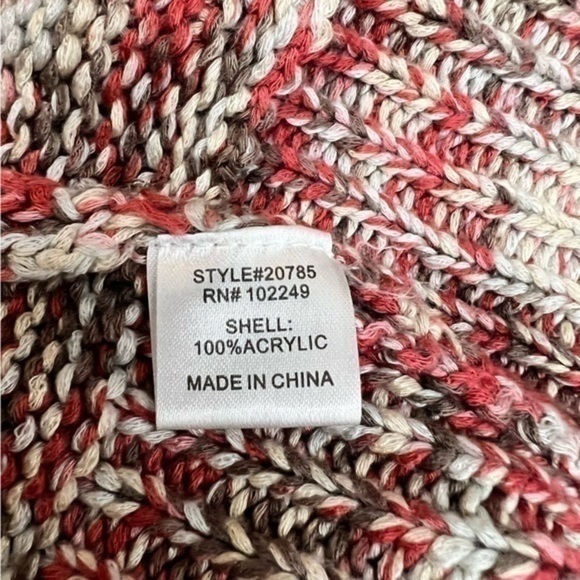 STYLE#20785
RN# 102249
SHELL:
100%ACRYLIC
MADE IN CHINA